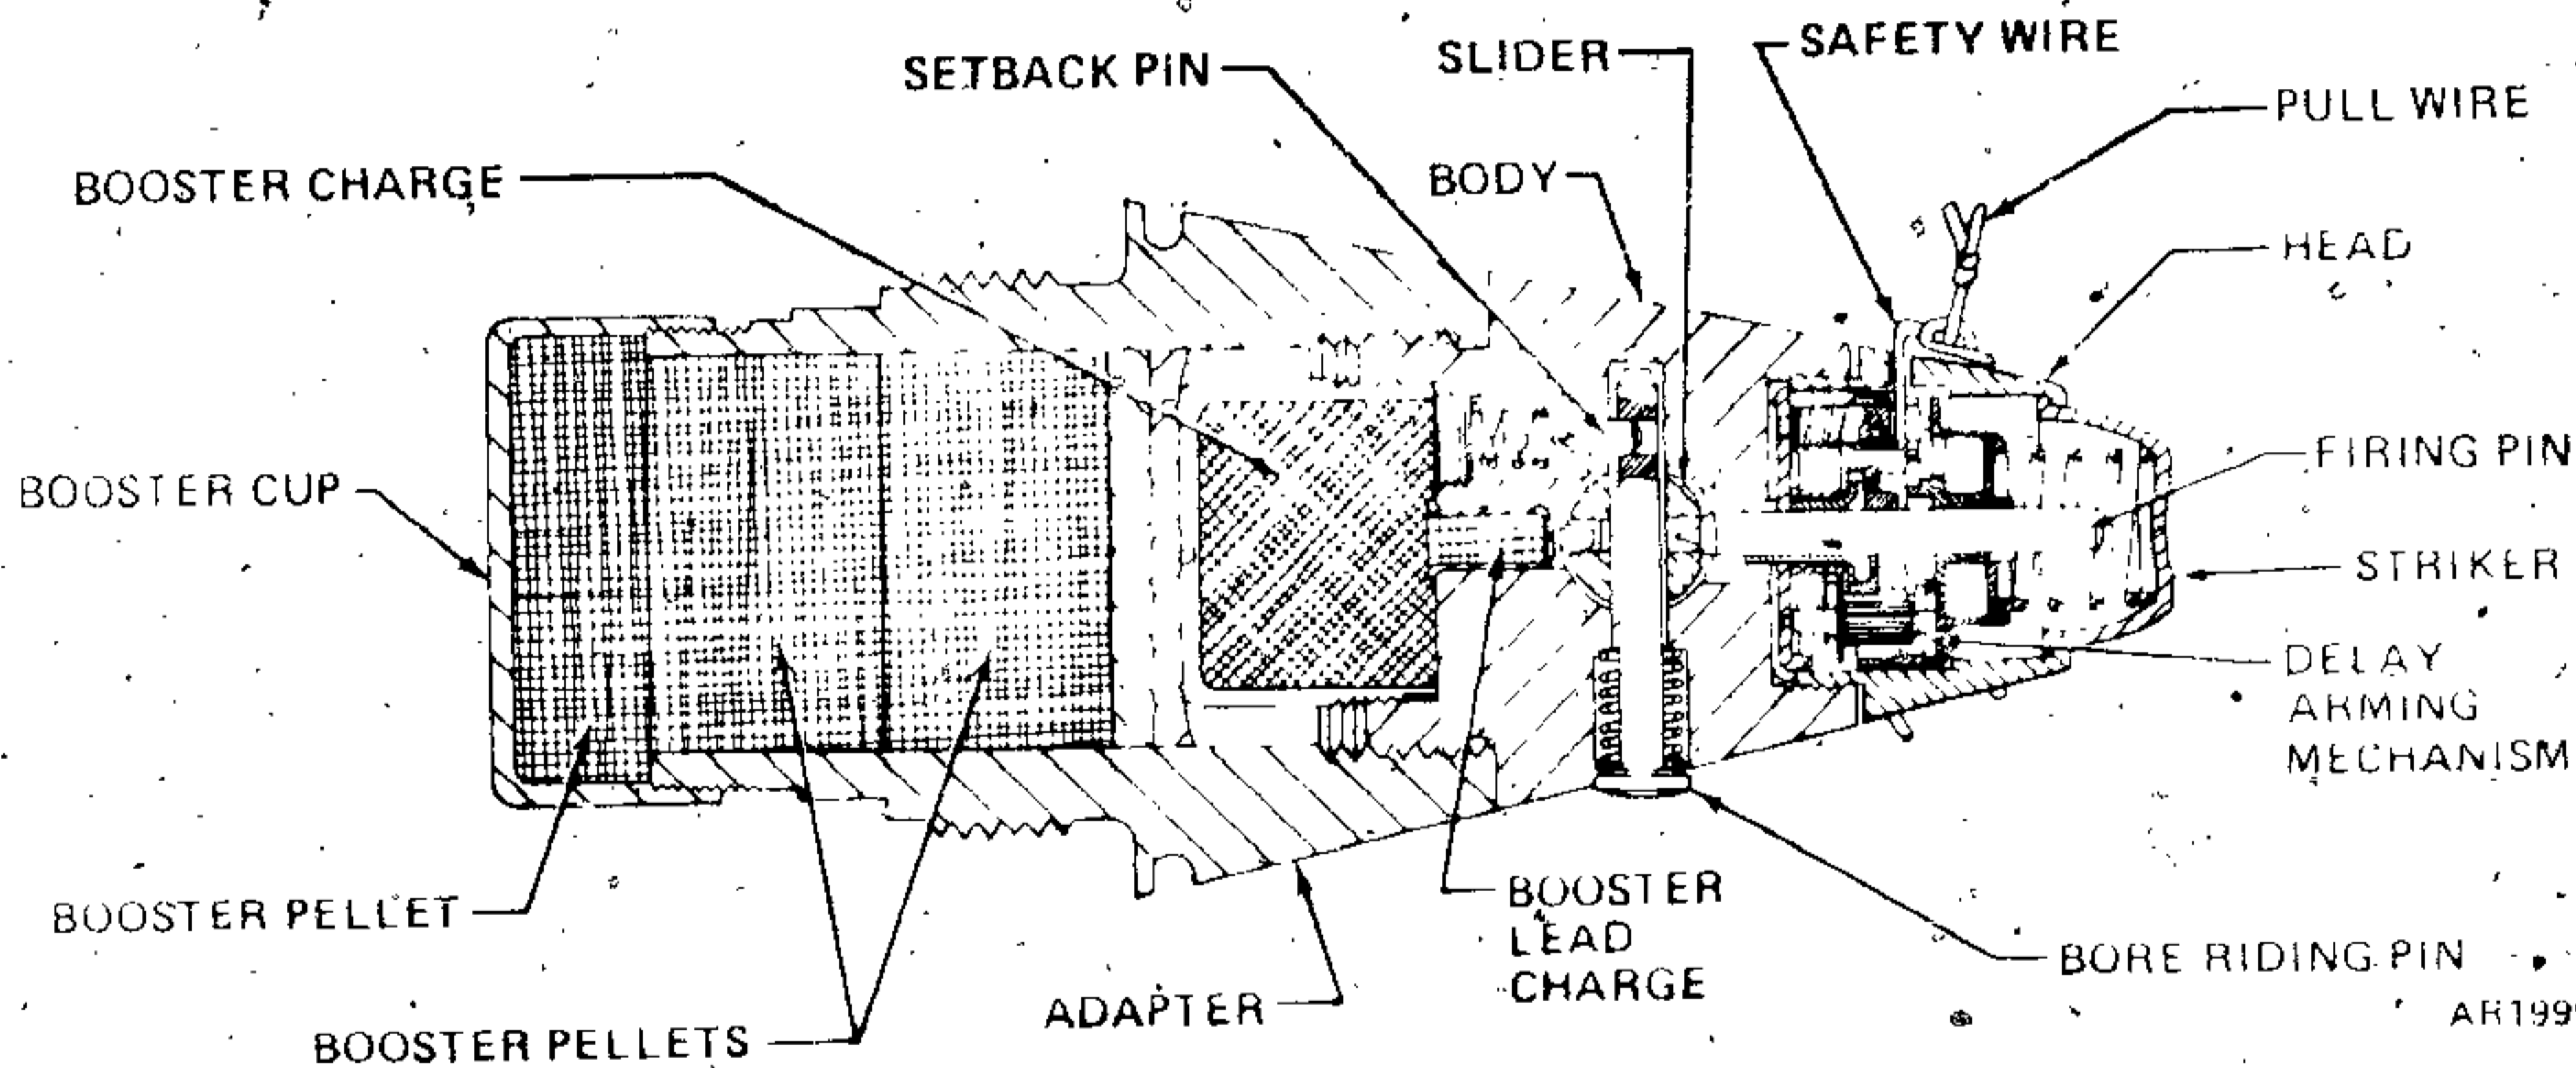 SETBACK PIN
SLIDER
SAFETY WIRE
PULL WIRE
BODY
BOOSTER CHARGE
HEAD
BOOSTER CUP
FIRING PIN
STRIKER
DELAY
ARMING
MECHANISM
BOOSTER PELLET
BOOSTER
LEAD
CHARGE
BORE RIDING PIN
ADAPTER
BOOSTER PELLETS
AR199